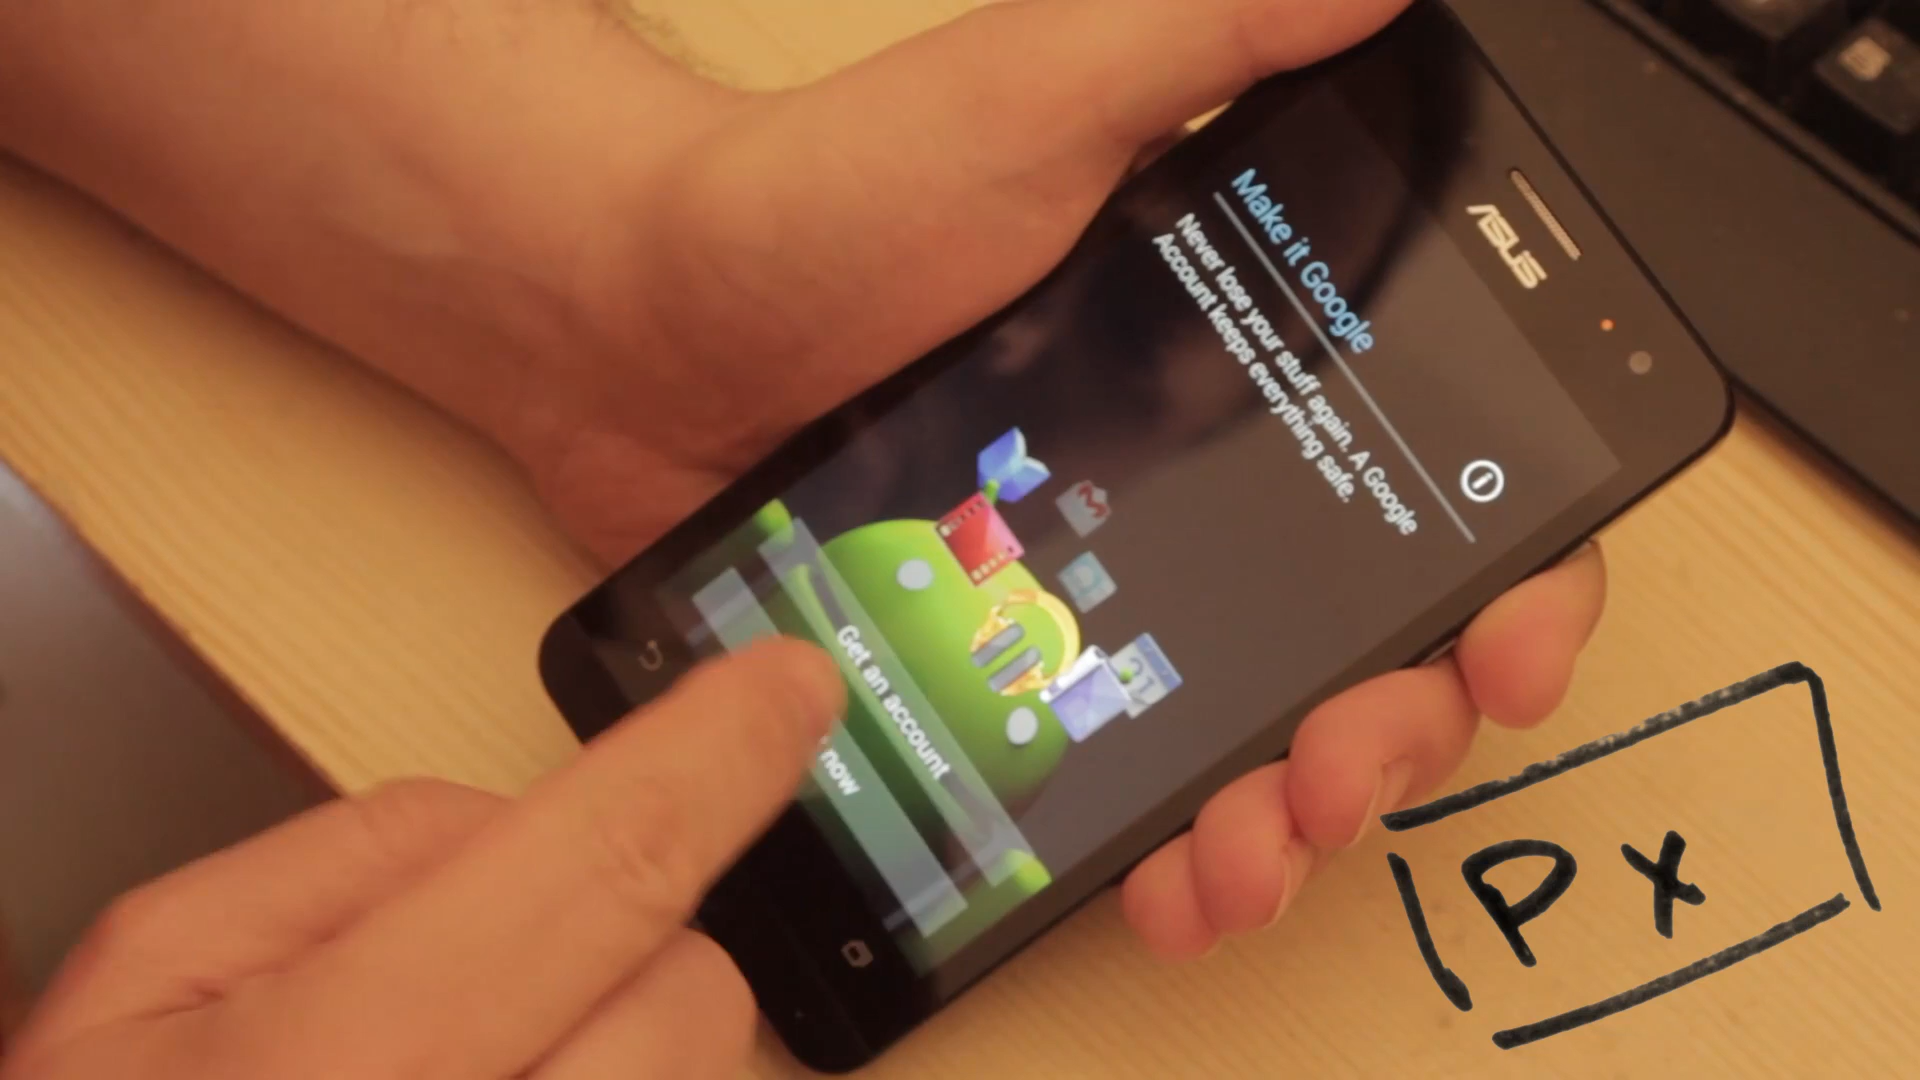 ASUS
Make it Google
Never lose your stuff again. A Google
Account keeps everything safe.
31
Get an account
now
Px